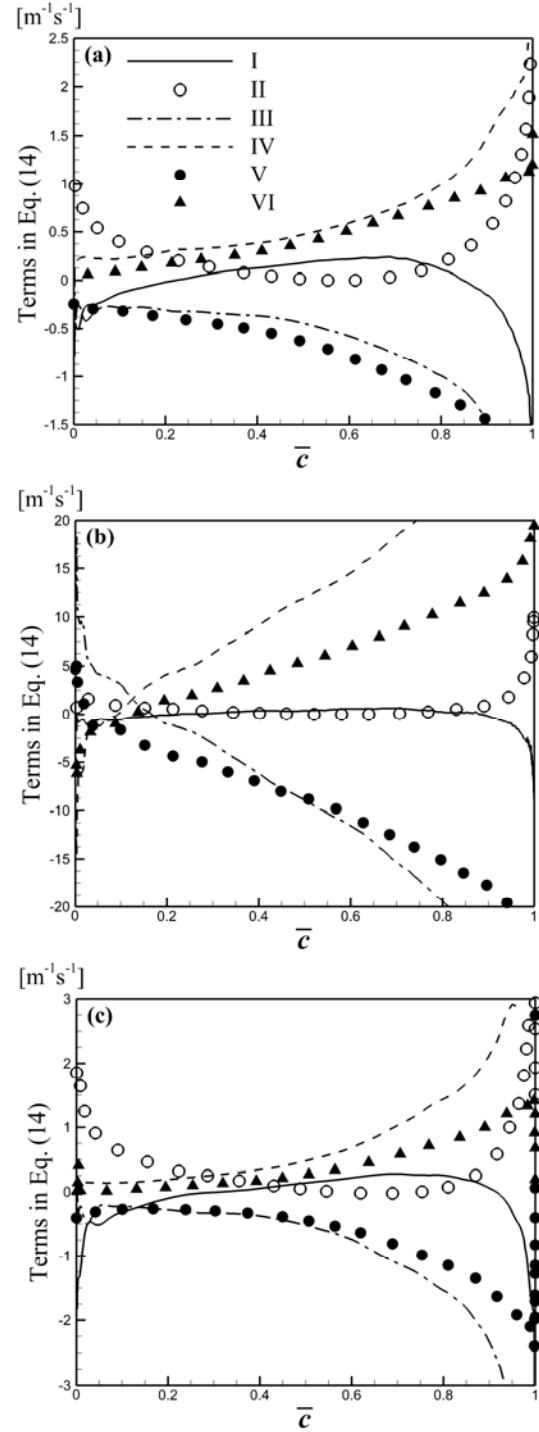 [m⁻¹s⁻¹]
2.5
(a)
I
2
II
1.5
III
IV
1
V
VI
0.5
0
-0.5
-1
-1.5
0
0.2
0.4
0.6
0.8
1
Terms in Eq. (14)
c̅
[m⁻¹s⁻¹]
20
(b)
15
10
5
0
-5
-10
-15
-20
0
0.2
0.4
0.6
0.8
1
Terms in Eq. (14)
c̅
[m⁻¹s⁻¹]
3
(c)
2
1
0
-1
-2
-3
0
0.2
0.4
0.6
0.8
1
Terms in Eq. (14)
c̅